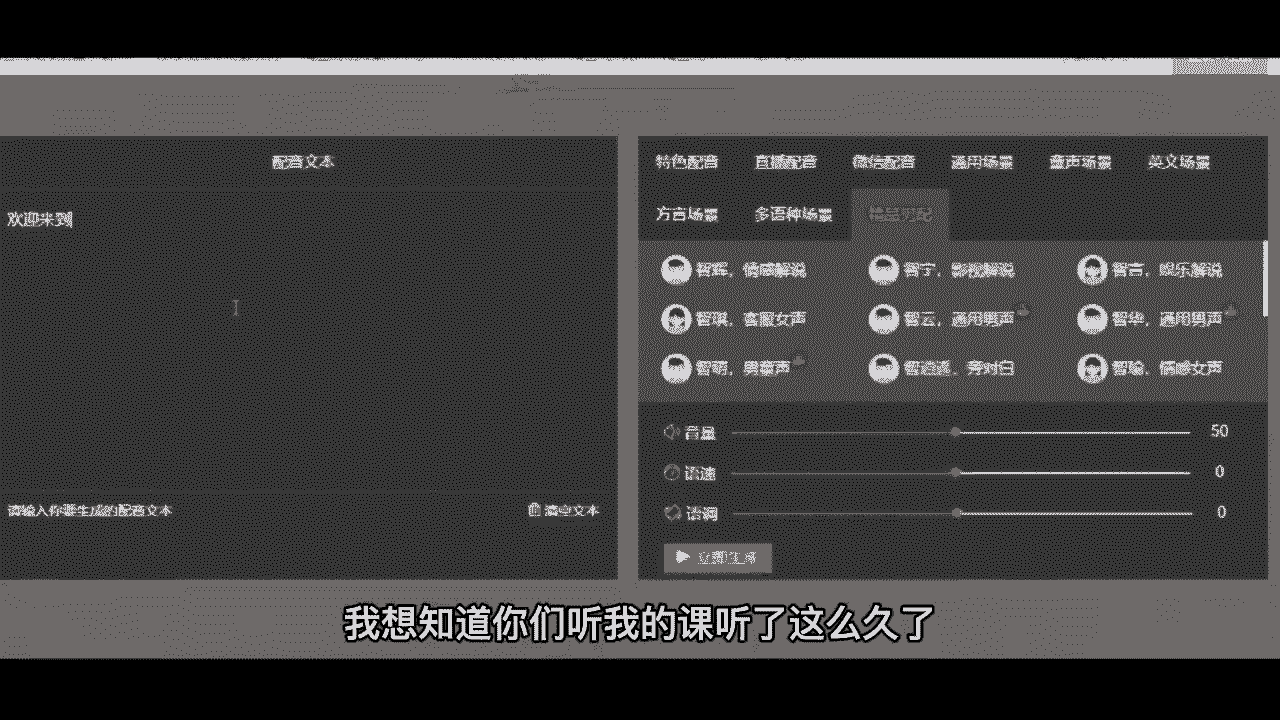 配音文本
欢迎来到
请输入你要生成的配音文本
清空文本
特色配音 直播配音 微信配音 通用场景 童声场景 英文场景
方言场景 多语种场景 精品列配
智辉，情感解说 智宁，影视解说 智言，娱乐解说
智琪，客服女声 智云，通用男声 智华，通用男声
智萌，男童声 智逍遥，旁对白 智瑜，情感女声
音量 50
语速 0
语调 0
立即生成
我想知道你们听我的课听了这么久了